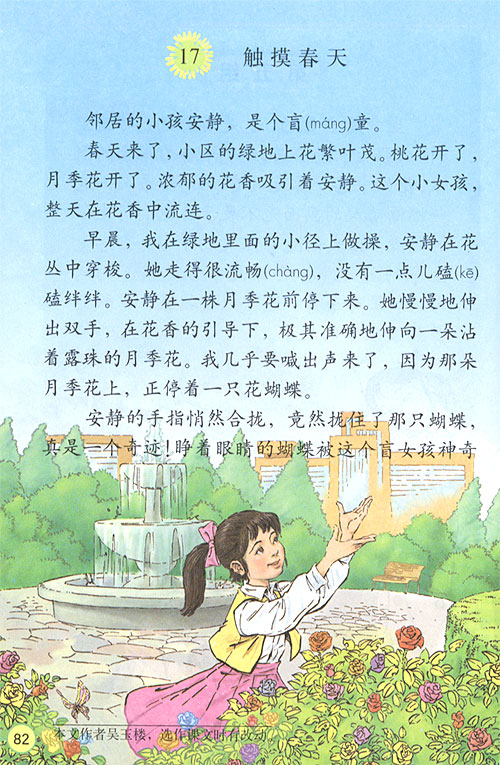 17 触摸春天
邻居的小孩安静，是个盲(máng)童。
春天来了，小区的绿地上花繁叶茂。桃花开了，
月季花开了。浓郁的花香吸引着安静。这个小女孩，
整天在花香中流连。
早晨，我在绿地里面的小径上做操，安静在花
丛中穿梭。她走得很流畅(chàng)，没有一点儿磕(kē)
磕绊绊。安静在一株月季花前停下来。她慢慢地伸
出双手，在花香的引导下，极其准确地伸向一朵沾
着露珠的月季花。我几乎要喊出声来了，因为那朵
月季花上，正停着一只花蝴蝶。
安静的手指悄然合拢，竟然拢住了那只蝴蝶，
真是一个奇迹！睁着眼睛的蝴蝶被这个盲女孩神奇
本文作者吴玉楼，选作课文时有改动。
82